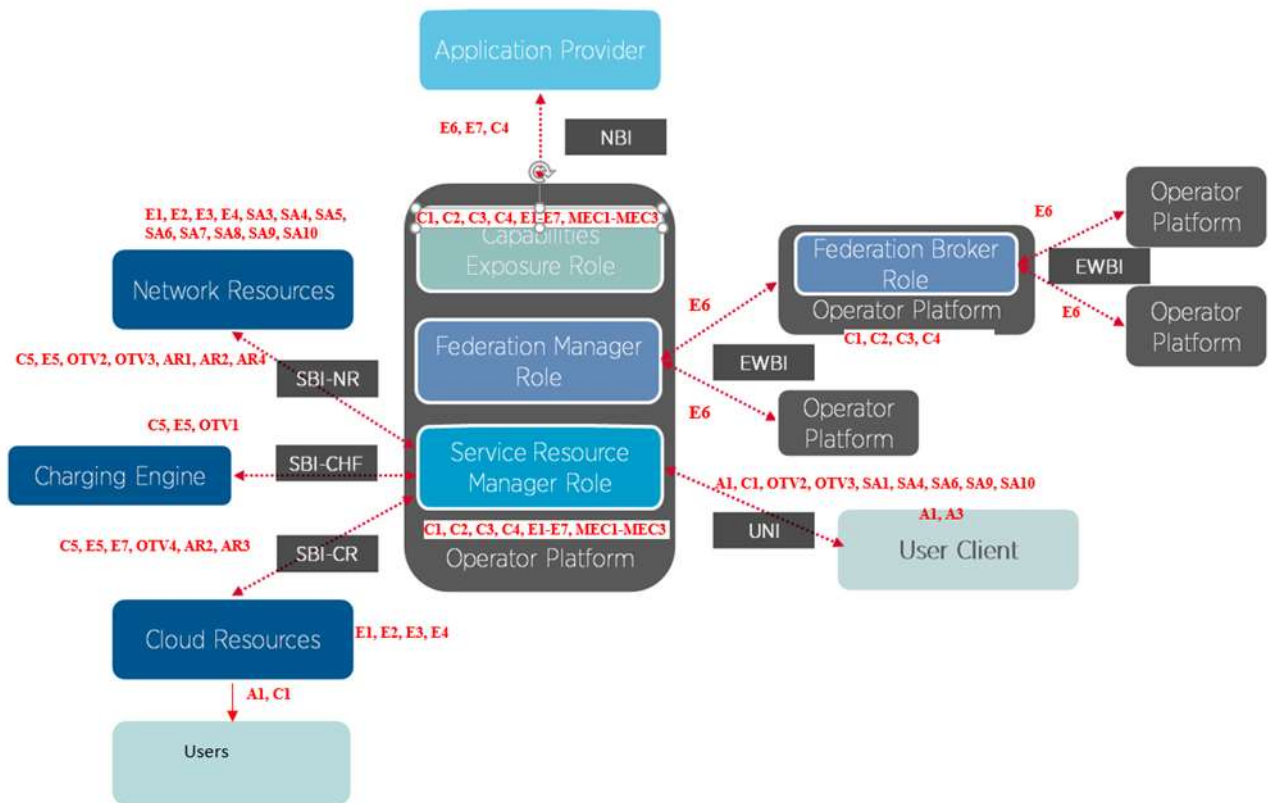 Application Provider
E6, E7, C4
NBI
E1, E2, E3, E4, SA3, SA4, SA5,
SA6, SA7, SA8, SA9, SA10
Network Resources
C1, C2, C3, C4, E1-E7, MEC1-MEC3
Capabilities
Exposure Role
Federation Manager
Role
Service Resource
Manager Role
C1, C2, C3, C4, E1-E7, MEC1-MEC3
Operator Platform
E6
Federation Broker
Role
Operator Platform
C1, C2, C3, C4
E6
Operator
Platform
EWBI
E6
Operator
Platform
EWBI
E6
Operator
Platform
C5, E5, OTV2, OTV3, AR1, AR2, AR4
SBI-NR
C5, E5, OTV1
Charging Engine
SBI-CHF
C5, E5, E7, OTV4, AR2, AR3
SBI-CR
A1, C1, OTV2, OTV3, SA1, SA4, SA6, SA9, SA10
UNI
A1, A3
User Client
Cloud Resources
E1, E2, E3, E4
A1, C1
Users